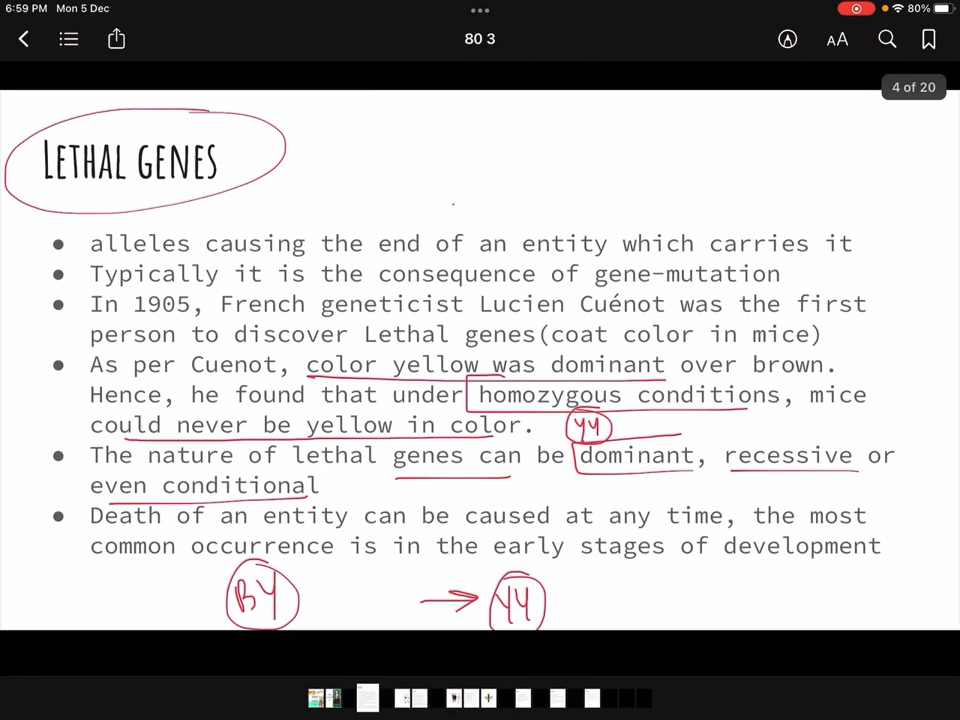 6:59 PM Mon 5 Dec
80%
80 3
AA
4 of 20
LETHAL GENES
● alleles causing the end of an entity which carries it
● Typically it is the consequence of gene-mutation
● In 1905, French geneticist Lucien Cuénot was the first
person to discover Lethal genes(coat color in mice)
● As per Cuenot, color yellow was dominant over brown.
Hence, he found that under homozygous conditions, mice
could never be yellow in color. YY
● The nature of lethal genes can be dominant, recessive or
even conditional
● Death of an entity can be caused at any time, the most
common occurrence is in the early stages of development
BY → YY